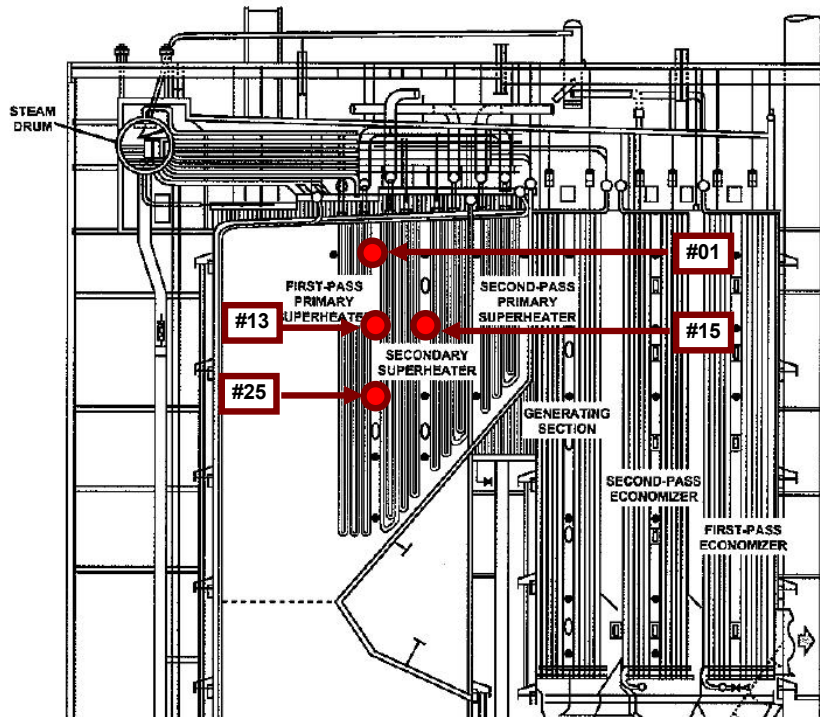 STEAM
DRUM
#01
FIRST-PASS
PRIMARY
SUPERHEATE
SECOND-PASS
PRIMARY
SUPERHEATER
#13
#15
SECONDARY
SUPERHEATER
#25
GENERATING
SECTION
SECOND-PASS
ECONOMIZER
FIRST-PASS
ECONOMIZER